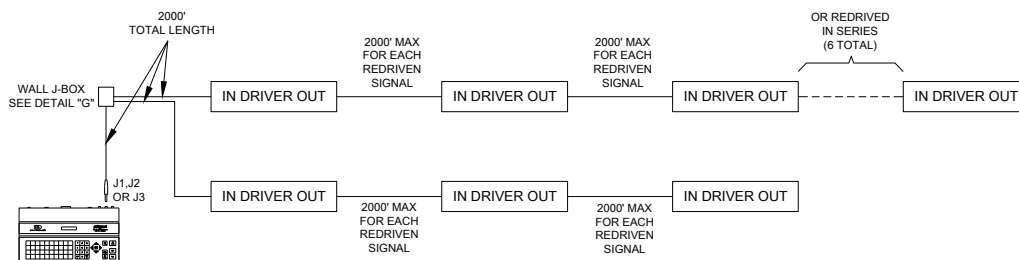 2000'
TOTAL LENGTH
2000' MAX
FOR EACH
REDRIVEN
SIGNAL
2000' MAX
FOR EACH
REDRIVEN
SIGNAL
OR REDRIVED
IN SERIES
(6 TOTAL)
WALL J-BOX
SEE DETAIL "G"
IN DRIVER OUT
IN DRIVER OUT
IN DRIVER OUT
IN DRIVER OUT
J1,J2
OR J3
IN DRIVER OUT
IN DRIVER OUT
IN DRIVER OUT
2000' MAX
FOR EACH
REDRIVEN
SIGNAL
2000' MAX
FOR EACH
REDRIVEN
SIGNAL